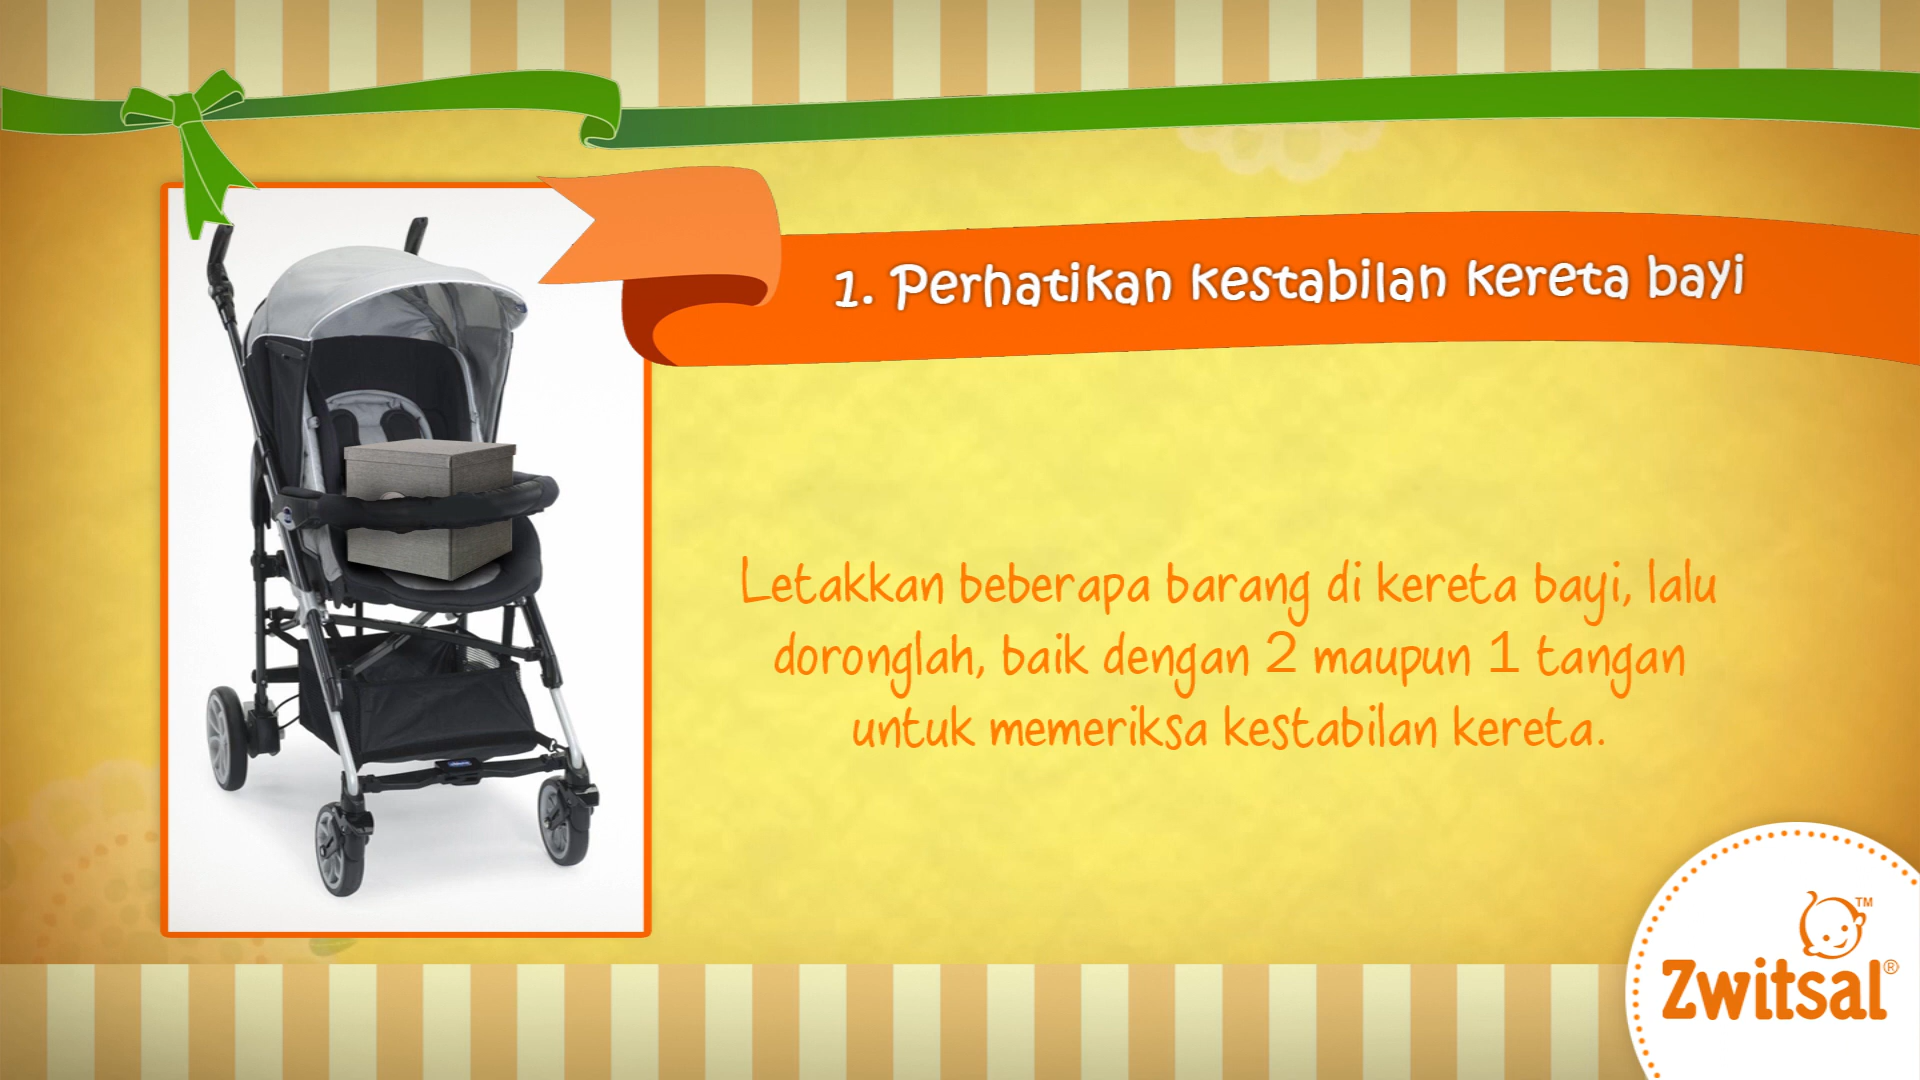 1. Perhatikan kestabilan kereta bayi
Letakkan beberapa barang di kereta bayi, lalu
doronglah, baik dengan 2 maupun 1 tangan
untuk memeriksa kestabilan kereta.
TM
Zwitsal®